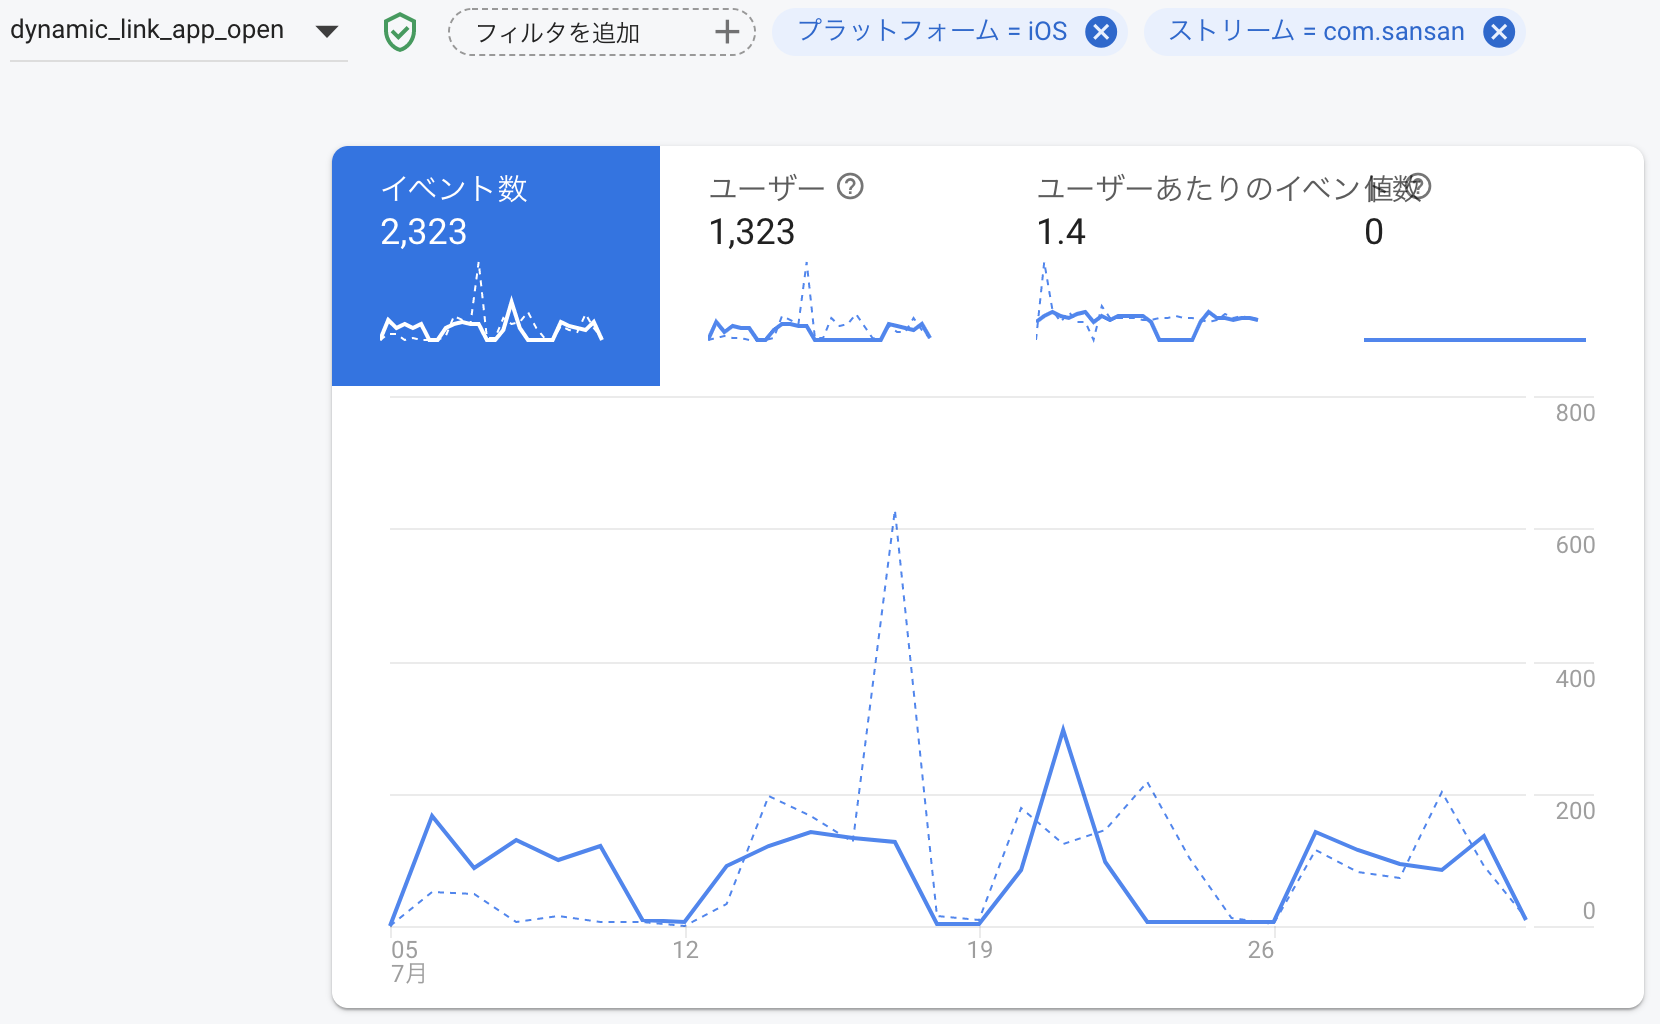 dynamic_link_app_open
フィルタを追加
プラットフォーム = iOS
ストリーム = com.sansan
イベント数
2,323
ユーザー
1,323
ユーザーあたりのイベント数
1.4
値
0
800
600
400
200
0
05
7月
12
19
26